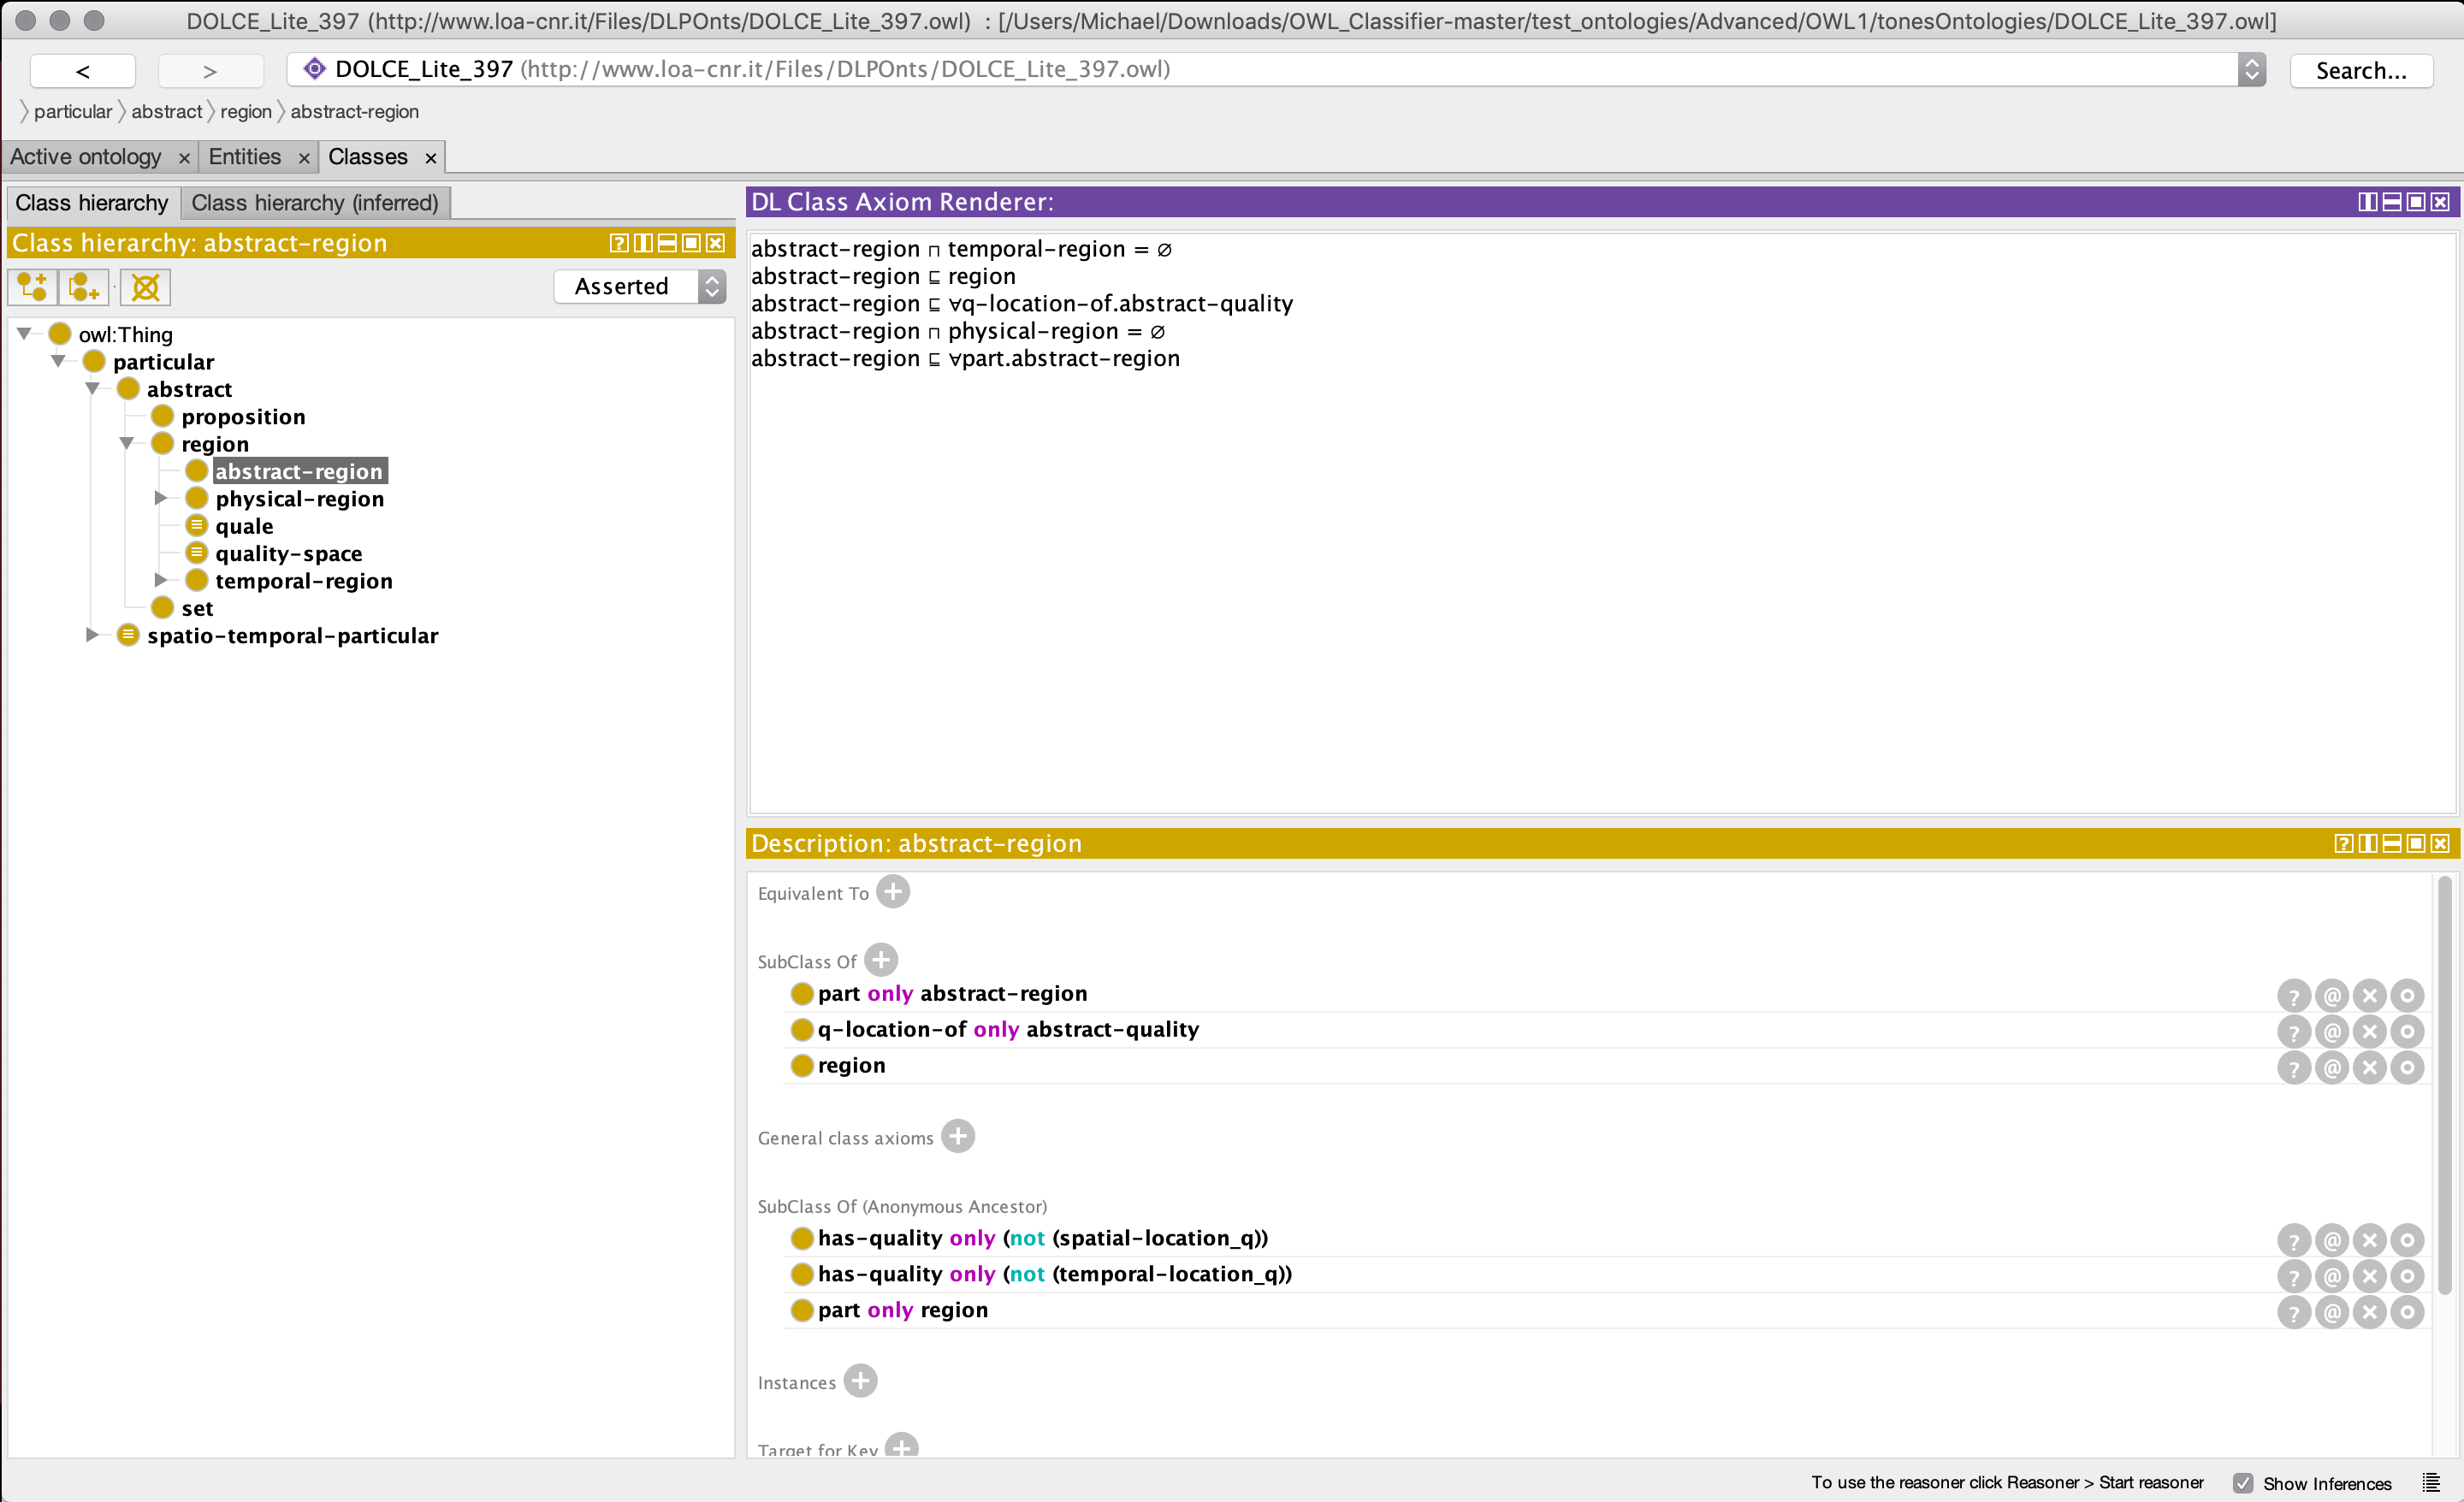 DOLCE_Lite_397 (http://www.loa-cnr.it/Files/DLPOnts/DOLCE_Lite_397.owl) : [/Users/Michael/Downloads/OWL_Classifier-master/test_ontologies/Advanced/OWL1/tonesOntologies/DOLCE_Lite_397.owl]
< > DOLCE_Lite_397 (http://www.loa-cnr.it/Files/DLPOnts/DOLCE_Lite_397.owl) Search...
particular abstract region abstract-region
Active ontology × Entities × Classes ×
Class hierarchy Class hierarchy (inferred)
Class hierarchy: abstract-region
Asserted
owl:Thing
particular
abstract
proposition
region
abstract-region
physical-region
quale
quality-space
temporal-region
set
spatio-temporal-particular
DL Class Axiom Renderer:
abstract-region ⊓ temporal-region = ∅
abstract-region ⊑ region
abstract-region ⊑ ∀q-location-of.abstract-quality
abstract-region ⊓ physical-region = ∅
abstract-region ⊑ ∀part.abstract-region
Description: abstract-region
Equivalent To
SubClass Of
part only abstract-region
q-location-of only abstract-quality
region
General class axioms
SubClass Of (Anonymous Ancestor)
has-quality only (not (spatial-location_q))
has-quality only (not (temporal-location_q))
part only region
Instances
Target for Key
To use the reasoner click Reasoner > Start reasoner Show Inferences